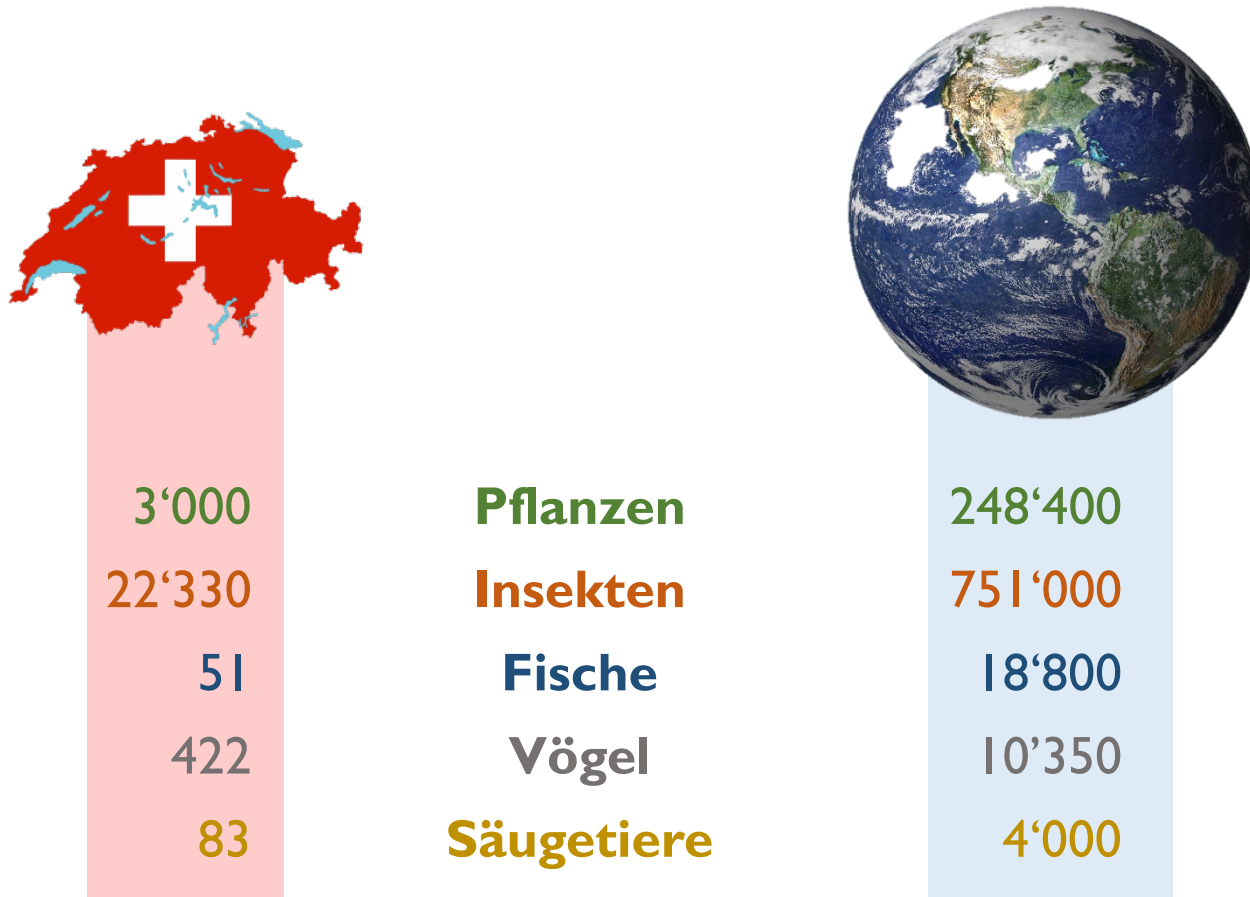 3‘000 Pflanzen 248‘400
22‘330 Insekten 751‘000
51 Fische 18‘800
422 Vögel 10’350
83 Säugetiere 4‘000